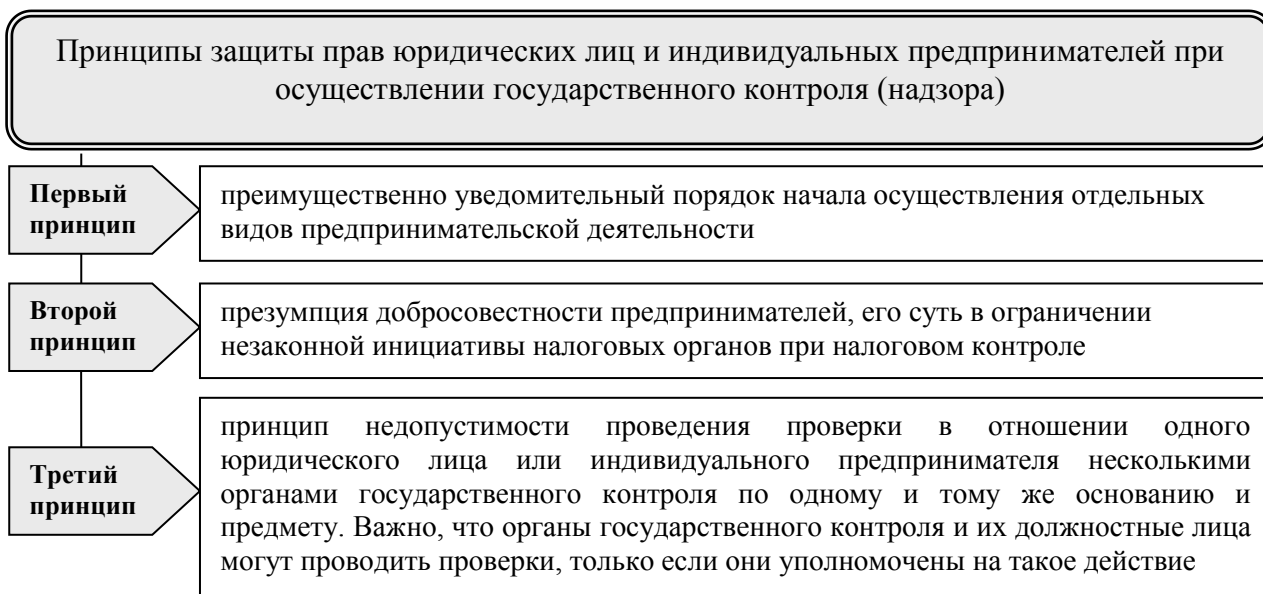 Принципы защиты прав юридических лиц и индивидуальных предпринимателей при
осуществлении государственного контроля (надзора)
Первый
принцип
преимущественно уведомительный порядок начала осуществления отдельных
видов предпринимательской деятельности
Второй
принцип
презумпция добросовестности предпринимателей, его суть в ограничении
незаконной инициативы налоговых органов при налоговом контроле
Третий
принцип
принцип недопустимости проведения проверки в отношении одного
юридического лица или индивидуального предпринимателя несколькими
органами государственного контроля по одному и тому же основанию и
предмету. Важно, что органы государственного контроля и их должностные лица
могут проводить проверки, только если они уполномочены на такое действие